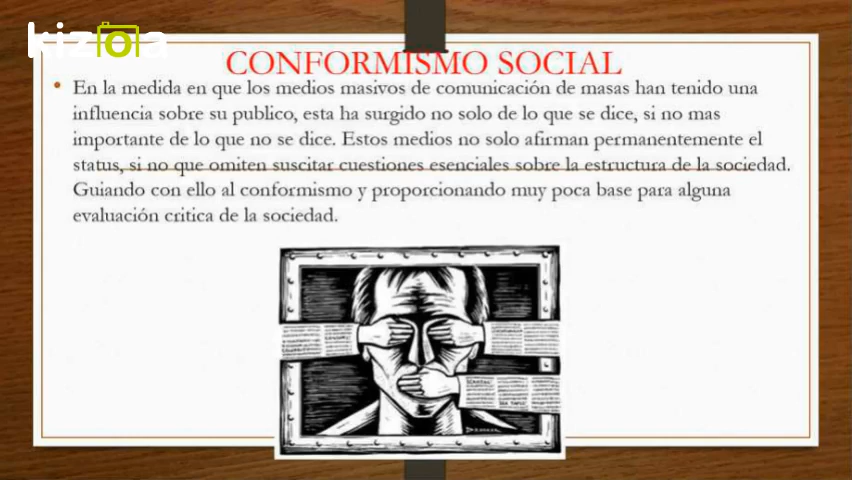 kizoa
CONFORMISMO SOCIAL
• En la medida en que los medios masivos de comunicación de masas han tenido una
influencia sobre su publico, esta ha surgido no solo de lo que se dice, si no mas
importante de lo que no se dice. Estos medios no solo afirman permanentemente el
status, si no que omiten suscitar cuestiones esenciales sobre la estructura de la sociedad.
Guiando con ello al conformismo y proporcionando muy poca base para alguna
evaluación critica de la sociedad.